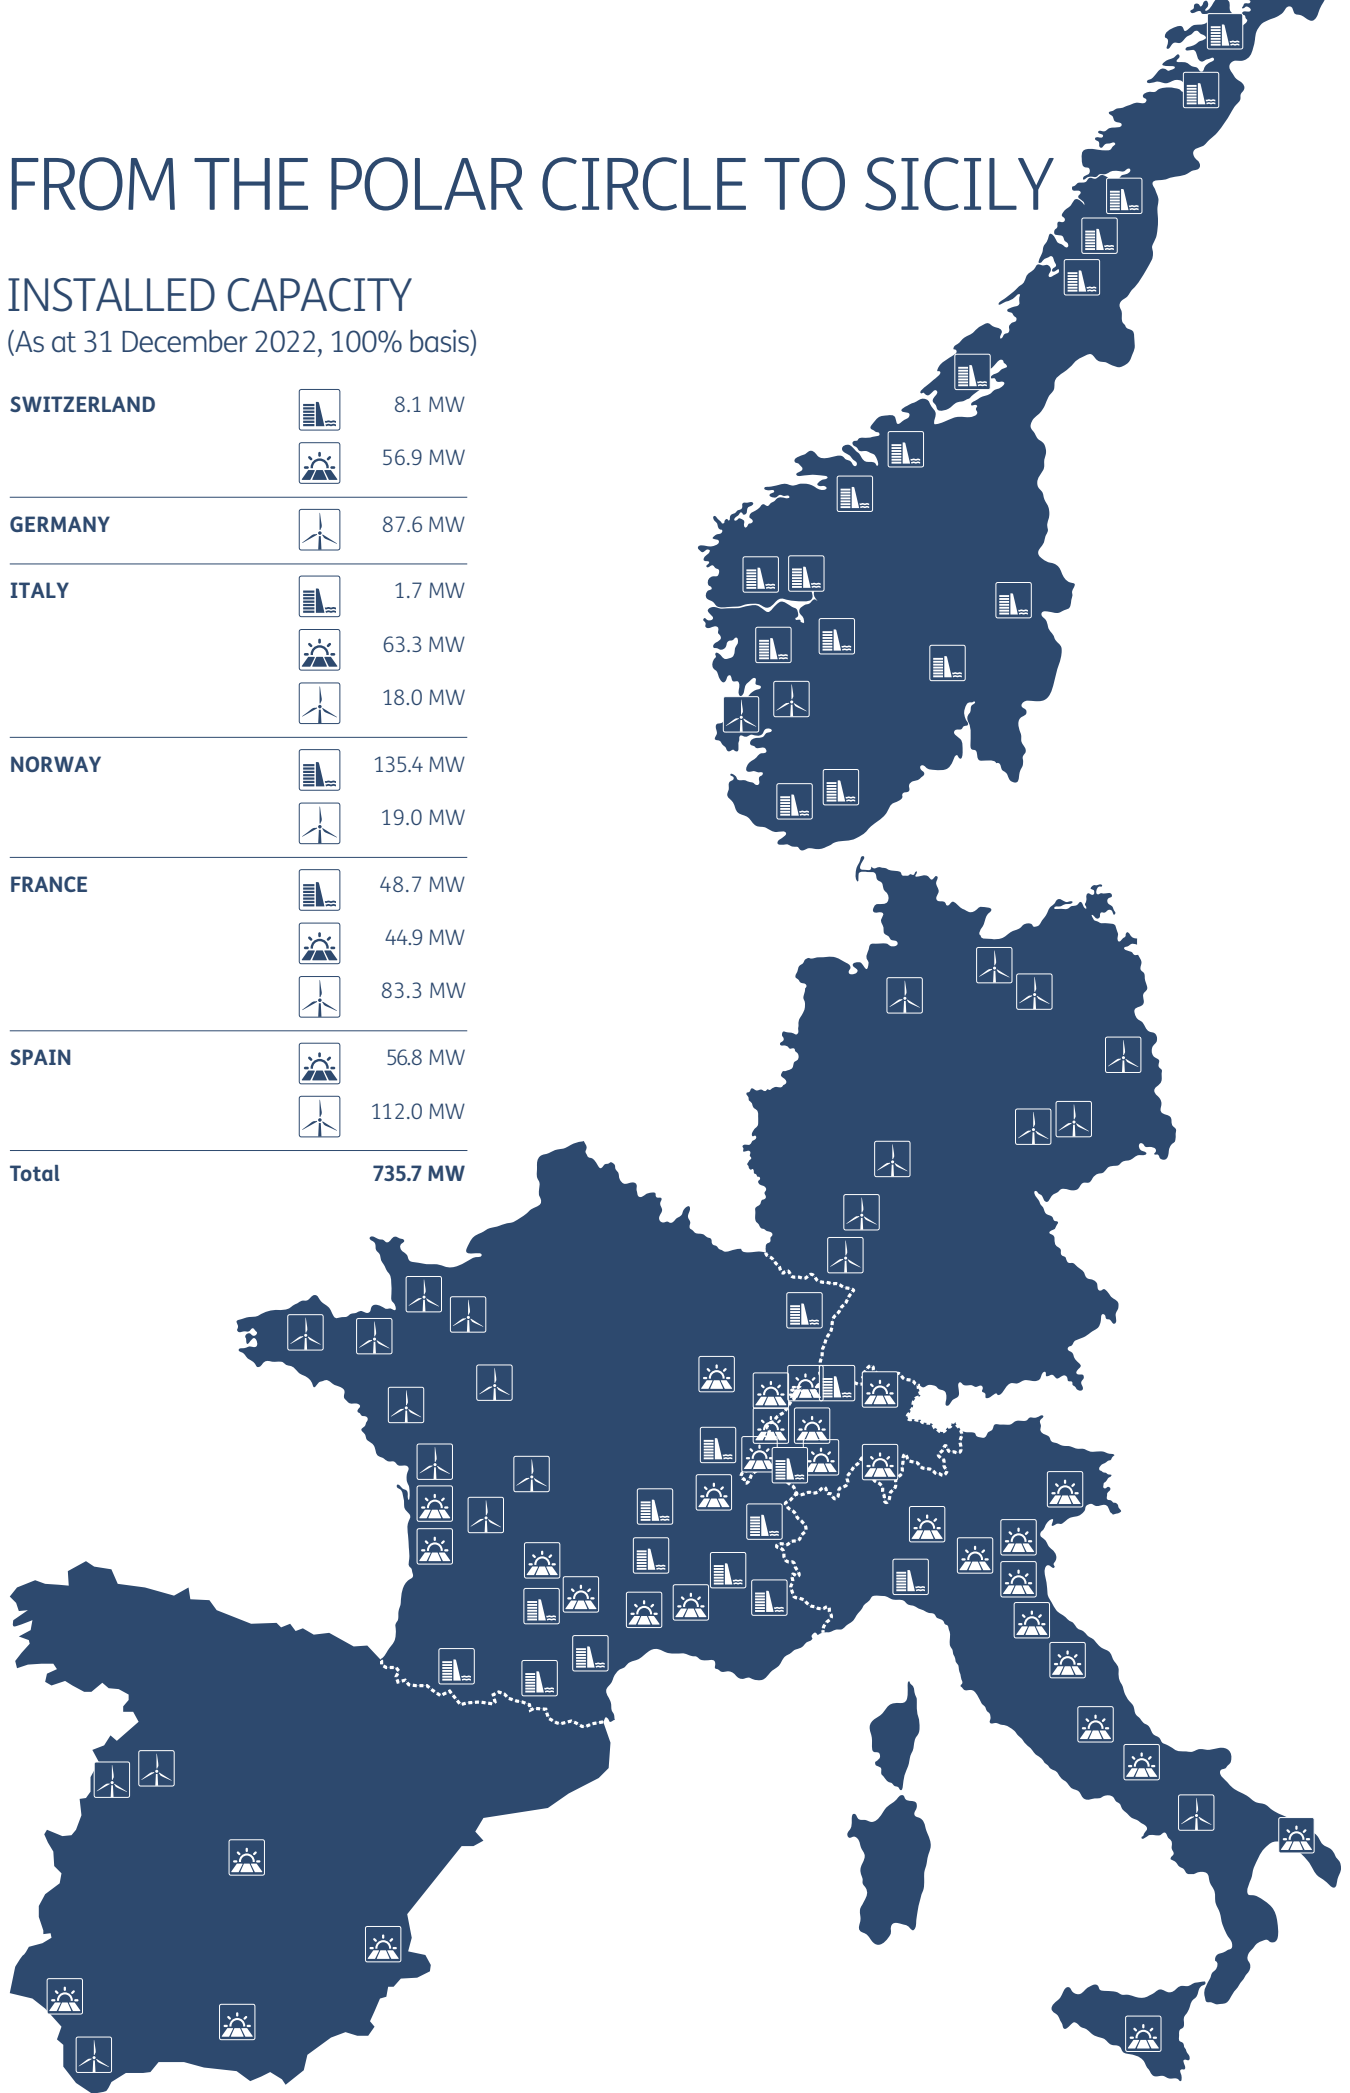 FROM THE POLAR CIRCLE TO SICILY
INSTALLED CAPACITY
(As at 31 December 2022, 100% basis)
SWITZERLAND 8.1 MW
56.9 MW
GERMANY 87.6 MW
ITALY 1.7 MW
63.3 MW
18.0 MW
NORWAY 135.4 MW
19.0 MW
FRANCE 48.7 MW
44.9 MW
83.3 MW
SPAIN 56.8 MW
112.0 MW
Total 735.7 MW